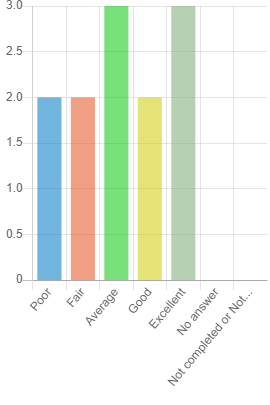 3.0
2.5
2.0
1.5
1.0
0.5
0
Poor
Fair
Average
Good
Excellent
No answer
Not completed or Not...